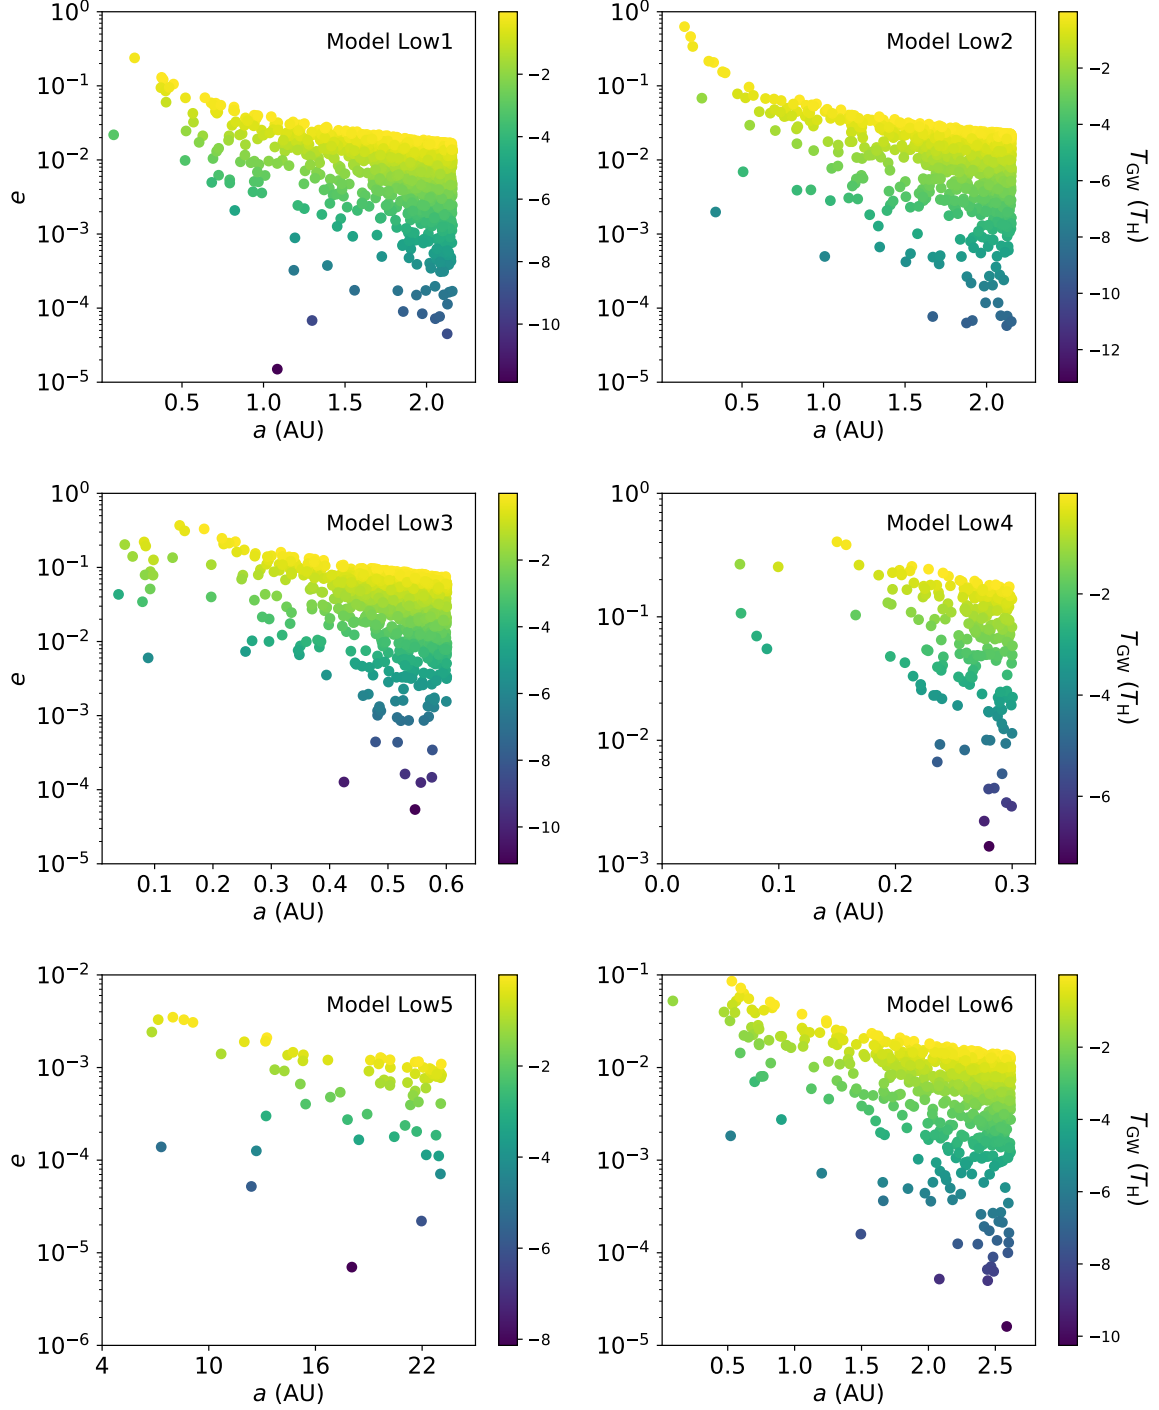 Model Low1
10⁰
10⁻¹
10⁻²
10⁻³
10⁻⁴
10⁻⁵
e
0.5 1.0 1.5 2.0
a (AU)
−2
−4
−6
−8
−10
Model Low2
10⁰
10⁻¹
10⁻²
10⁻³
10⁻⁴
10⁻⁵
0.5 1.0 1.5 2.0
a (AU)
−2
−4
−6
−8
−10
−12
T_GW (T_H)
Model Low3
10⁰
10⁻¹
10⁻²
10⁻³
10⁻⁴
10⁻⁵
e
0.1 0.2 0.3 0.4 0.5 0.6
a (AU)
−2
−4
−6
−8
−10
Model Low4
10⁰
10⁻¹
10⁻²
10⁻³
0.0 0.1 0.2 0.3
a (AU)
−2
−4
−6
T_GW (T_H)
Model Low5
10⁻²
10⁻³
10⁻⁴
10⁻⁵
10⁻⁶
e
4 10 16 22
a (AU)
−2
−4
−6
−8
Model Low6
10⁻¹
10⁻²
10⁻³
10⁻⁴
10⁻⁵
0.5 1.0 1.5 2.0 2.5
a (AU)
−2
−4
−6
−8
−10
T_GW (T_H)